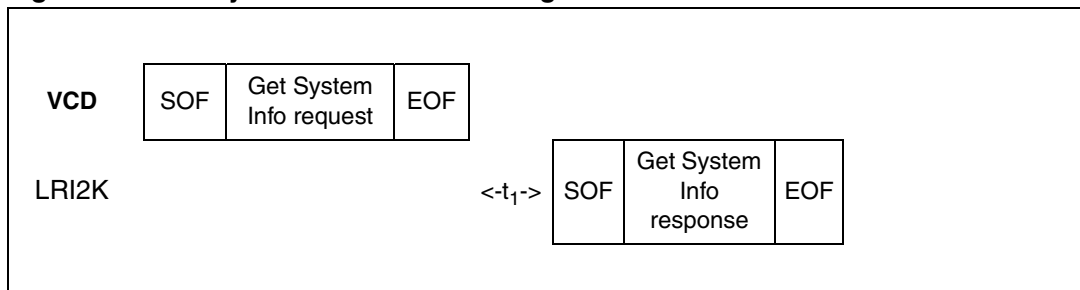 VCD
SOF
Get System
Info request
EOF
LRI2K
<-t₁->
SOF
Get System
Info
response
EOF